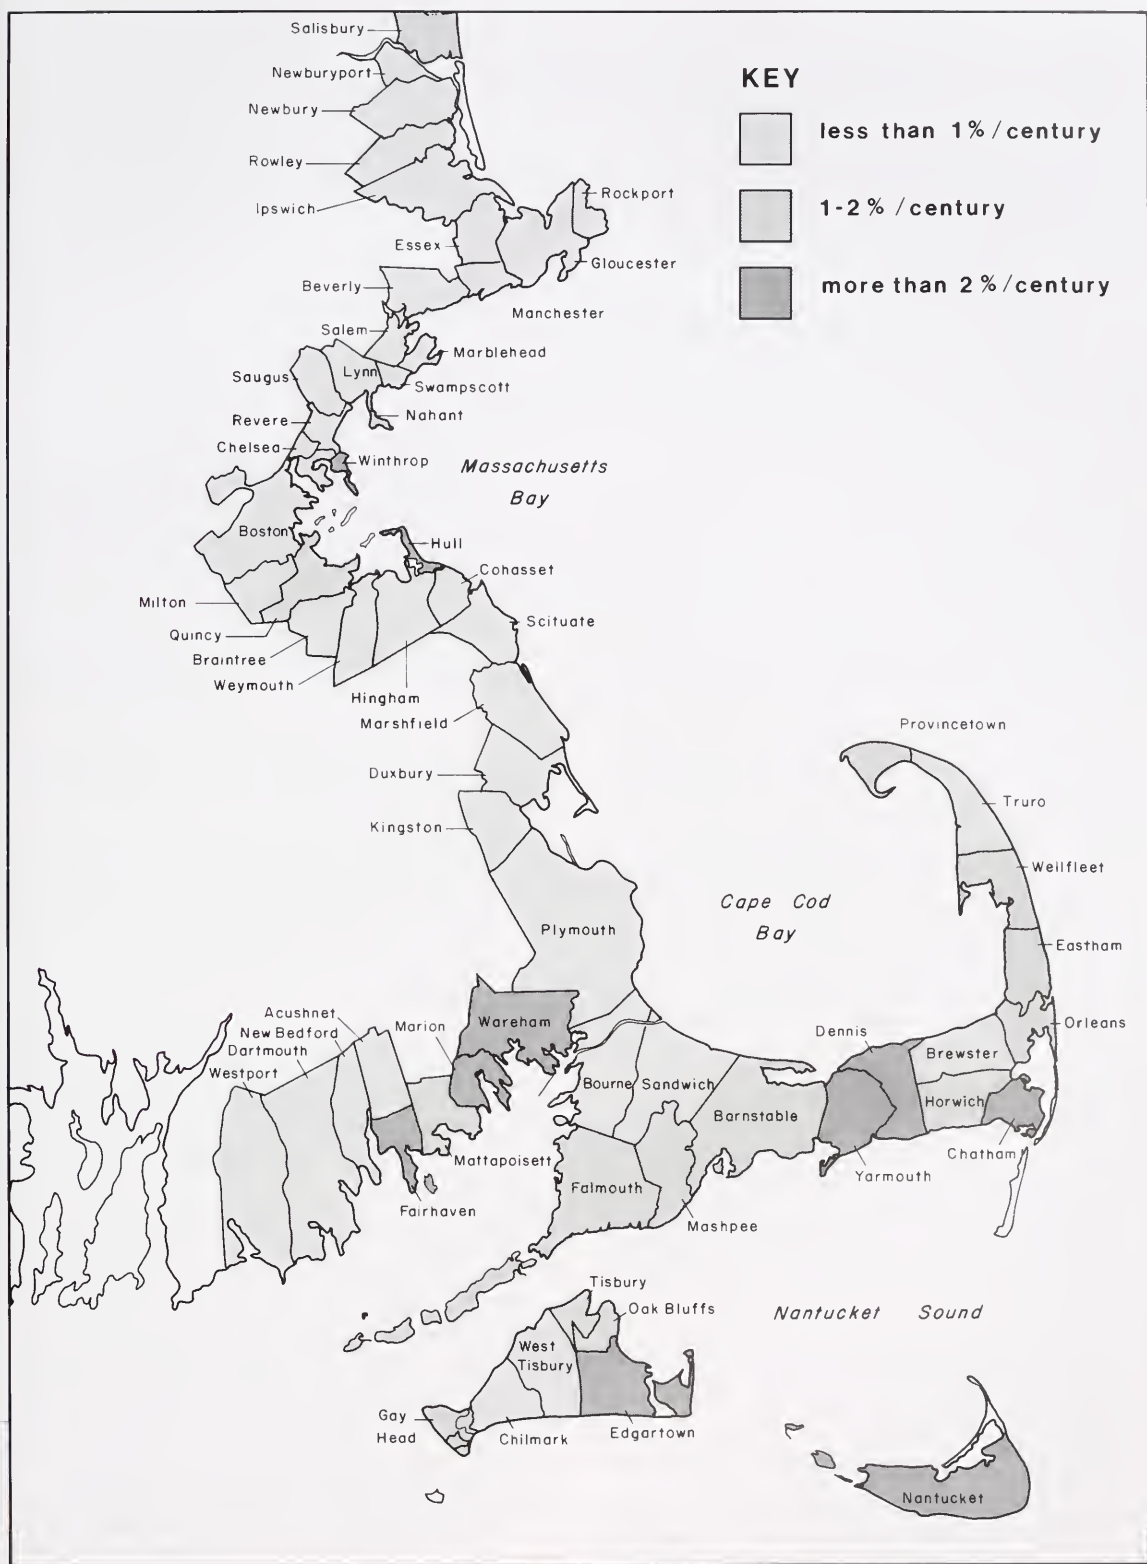 Salisbury
Newburyport
Newbury
Rowley
Ipswich
Rockport
Essex
Gloucester
Beverly
Manchester
Salem
Marblehead
Saugus
Lynn
Swampscott
Nahant
Revere
Chelsea
Winthrop
KEY
less than 1%/century
1-2%/century
more than 2%/century
Massachusetts
Bay
Boston
Hull
Cohasset
Milton
Scituate
Quincy
Braintree
Weymouth
Hingham
Marshfield
Duxbury
Kingston
Plymouth
Provincetown
Truro
Wellfleet
Eastham
Cape Cod
Bay
Acushnet
New Bedford
Dartmouth
Westport
Marion
Wareham
Dennis
Orleans
Brewster
Bourne
Sandwich
Barnstable
Horwich
Chatham
Yarmouth
Mattapoisett
Fairhaven
Falmouth
Mashpee
Tisbury
Oak Bluffs
West
Tisbury
Nantucket Sound
Gay
Head
Chilmark
Edgartown
Nantucket